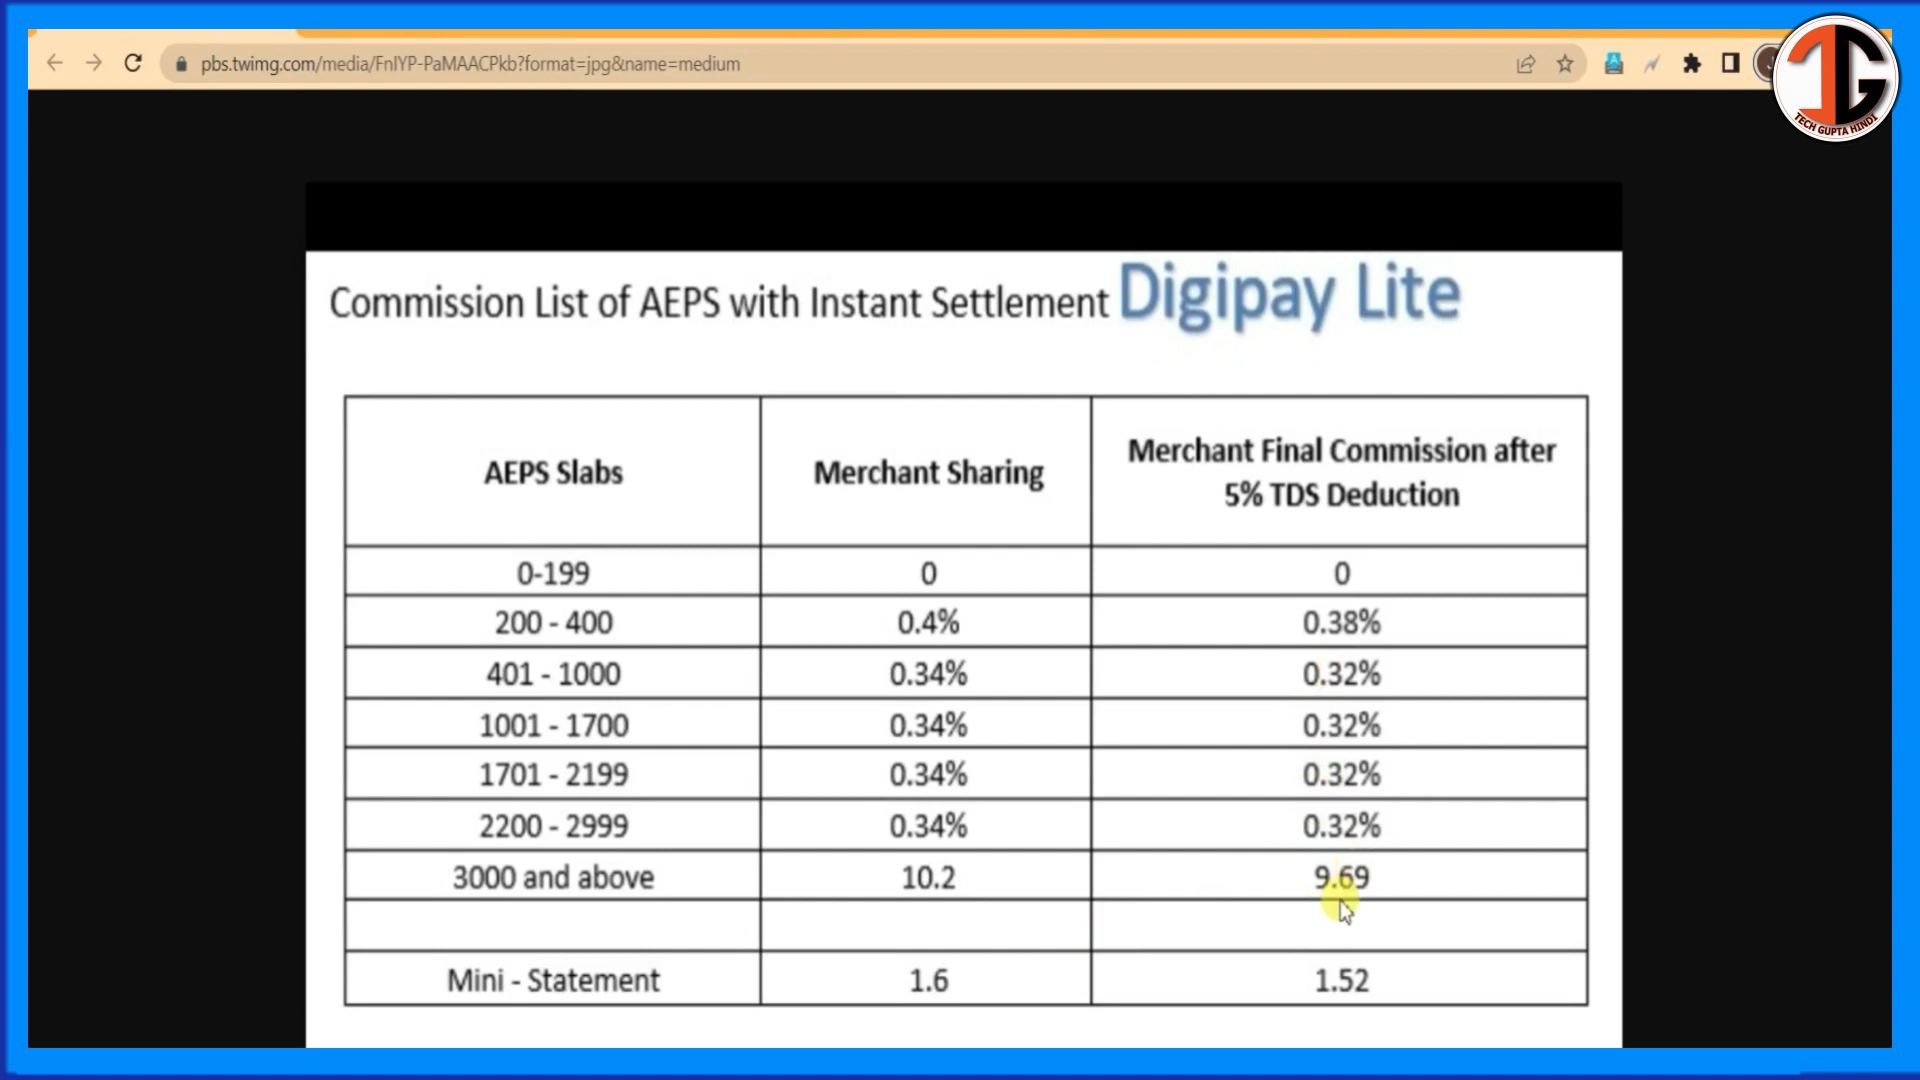 pbs.twimg.com/media/FnIYP-PaMAACPkb?format=jpg&name=medium
TECH GUPTA HINDI
Commission List of AEPS with Instant Settlement Digipay Lite
AEPS Slabs Merchant Sharing Merchant Final Commission after
5% TDS Deduction
0-199 0 0
200 - 400 0.4% 0.38%
401 - 1000 0.34% 0.32%
1001 - 1700 0.34% 0.32%
1701 - 2199 0.34% 0.32%
2200 - 2999 0.34% 0.32%
3000 and above 10.2 9.69
Mini - Statement 1.6 1.52